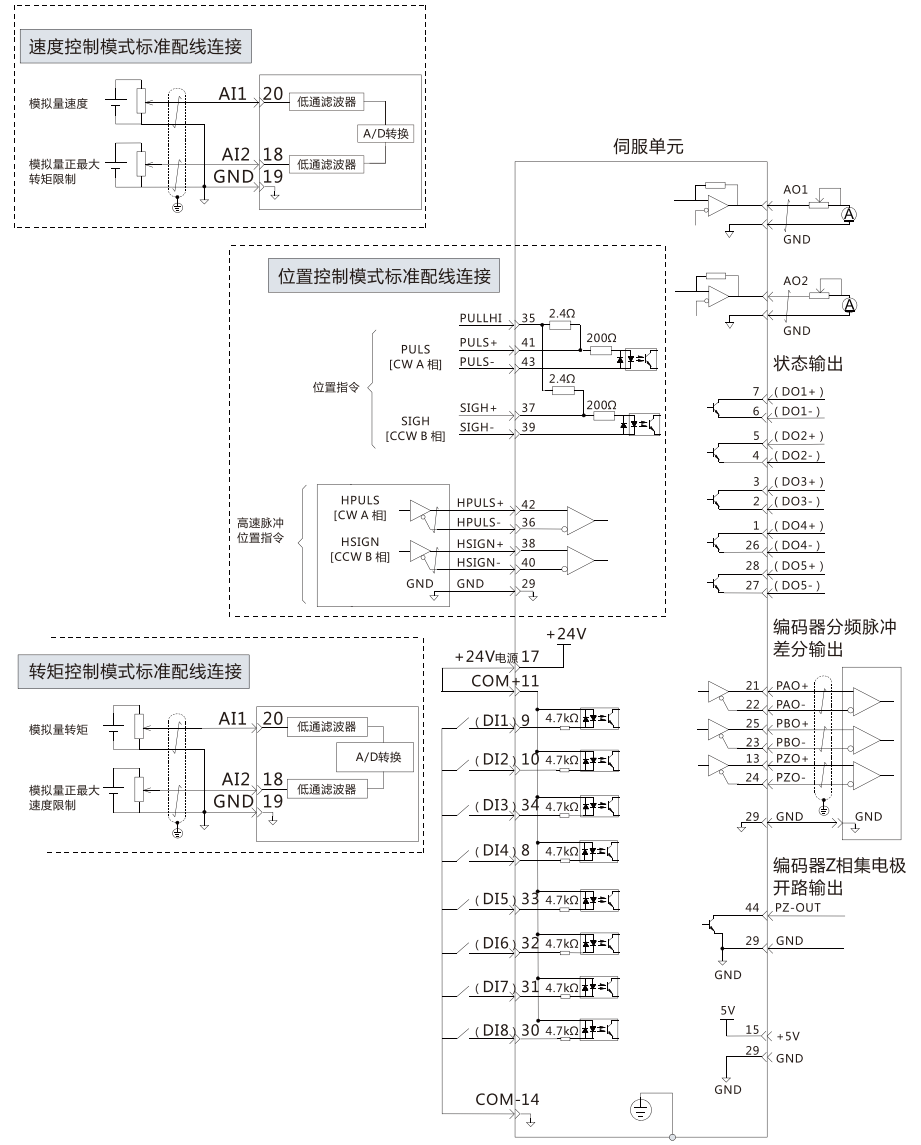 速度控制模式标准配线连接
模拟量速度
AI1 20 低通滤波器
A/D转换
模拟量正最大
转矩限制
AI2 18 低通滤波器
GND 19
伺服单元
AO1
A
GND
AO2
A
GND
位置控制模式标准配线连接
PULLHI 35 2.4Ω
PULS+ 41 200Ω
PULS- 43
PULS
[CW A 相]
位置指令
2.4Ω
SIGH+ 37 200Ω
SIGH- 39
SIGH
[CCW B 相]
高速脉冲
位置指令
HPULS
[CW A 相]
HPULS+ 42
HPULS- 36
HSIGN
[CCW B 相]
HSIGN+ 38
HSIGN- 40
GND GND 29
状态输出
7 (DO1+)
6 (DO1-)
5 (DO2+)
4 (DO2-)
3 (DO3+)
2 (DO3-)
1 (DO4+)
26 (DO4-)
28 (DO5+)
27 (DO5-)
转矩控制模式标准配线连接
模拟量转矩
AI1 20 低通滤波器
A/D转换
模拟量正最大
速度限制
AI2 18 低通滤波器
GND 19
+24V
+24V电源 17
COM+11
(DI1) 9 4.7kΩ
(DI2) 10 4.7kΩ
(DI3) 34 4.7kΩ
(DI4) 8 4.7kΩ
(DI5) 33 4.7kΩ
(DI6) 32 4.7kΩ
(DI7) 31 4.7kΩ
(DI8) 30 4.7kΩ
COM-14
编码器分频脉冲
差分输出
21 PAO+
22 PAO-
25 PBO+
23 PBO-
13 PZO+
24 PZO-
29 GND GND
编码器Z相集电极
开路输出
44 PZ-OUT
29 GND
GND
5V
15 +5V
29 GND
GND